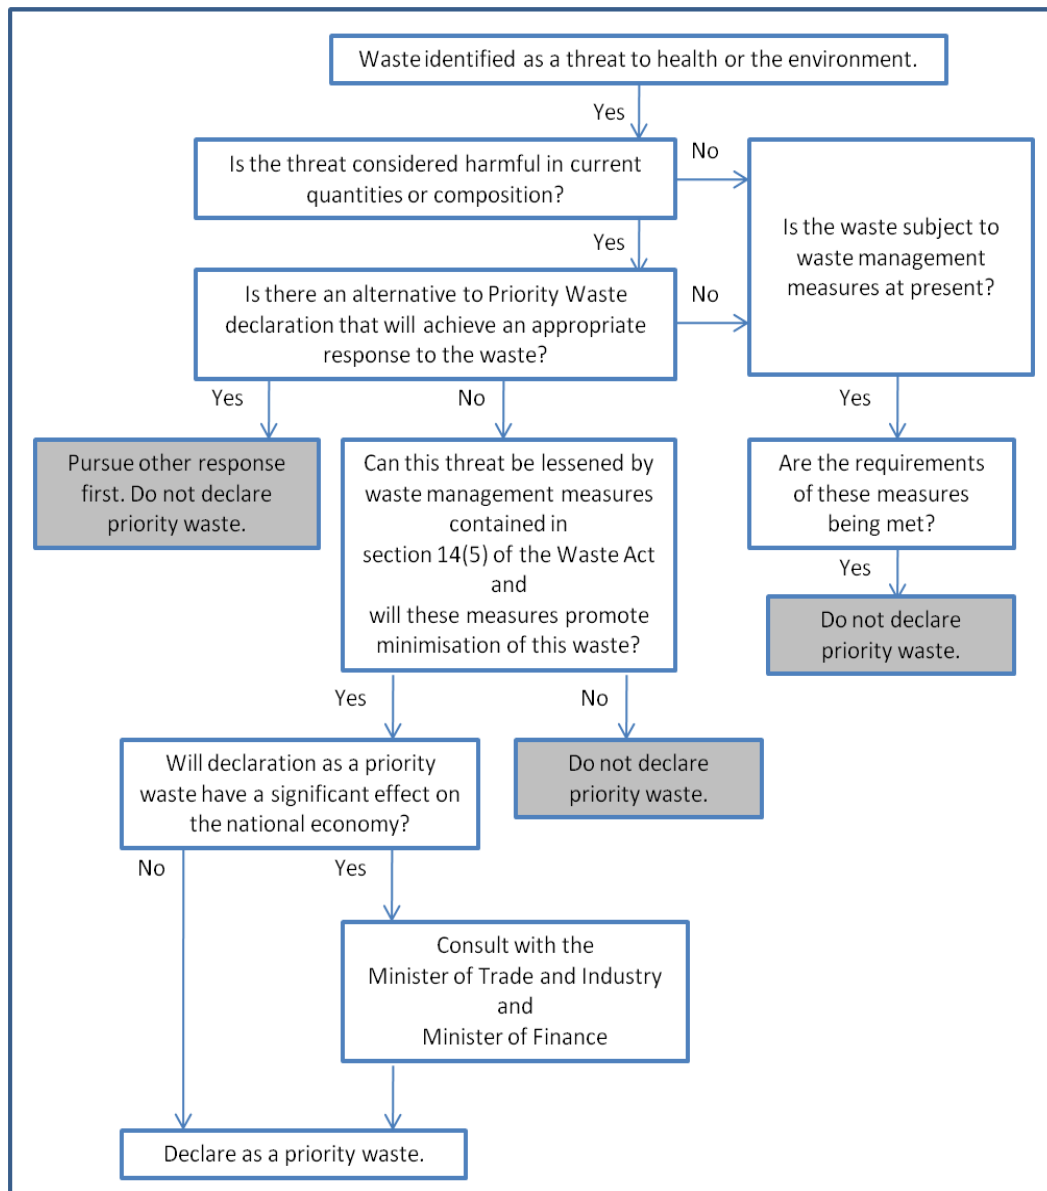 Waste identified as a threat to health or the environment.
Yes
Is the threat considered harmful in current
quantities or composition?
No
Is the waste subject to
waste management
measures at present?
Yes
Is there an alternative to Priority Waste
declaration that will achieve an appropriate
response to the waste?
No
Yes
No
Yes
Pursue other response
first. Do not declare
priority waste.
Can this threat be lessened by
waste management measures
contained in
section 14(5) of the Waste Act
and
will these measures promote
minimisation of this waste?
Are the requirements
of these measures
being met?
Yes
Do not declare
priority waste.
Yes
No
Will declaration as a priority
waste have a significant effect on
the national economy?
Do not declare
priority waste.
No
Yes
Consult with the
Minister of Trade and Industry
and
Minister of Finance
Declare as a priority waste.